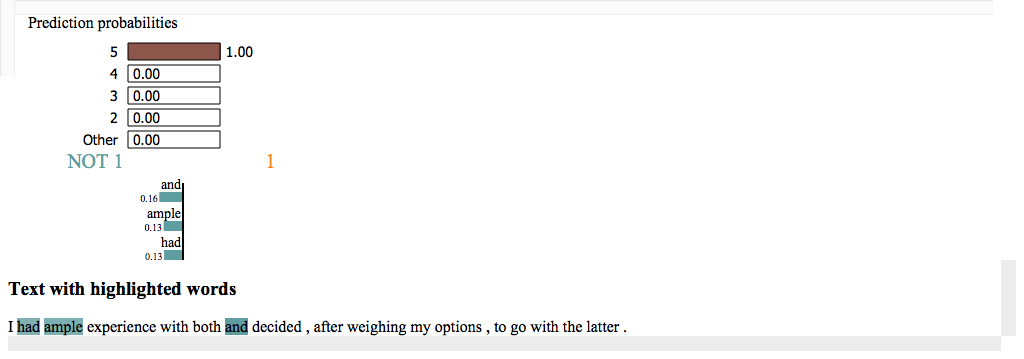 Prediction probabilities
5 1.00
4 0.00
3 0.00
2 0.00
Other 0.00
NOT 1 1
and
0.16
ample
0.13
had
0.13
Text with highlighted words
I had ample experience with both and decided , after weighing my options , to go with the latter .